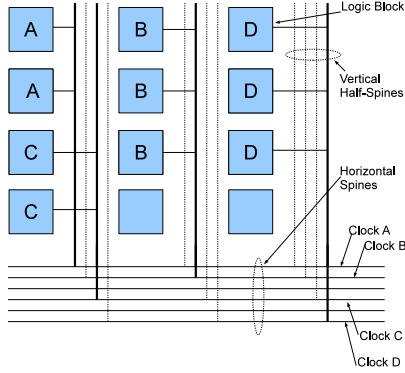 Logic Block
A B D
Vertical
Half-Spines
A B D
C B D
Horizontal
Spines
C
Clock A
Clock B
Clock C
Clock D